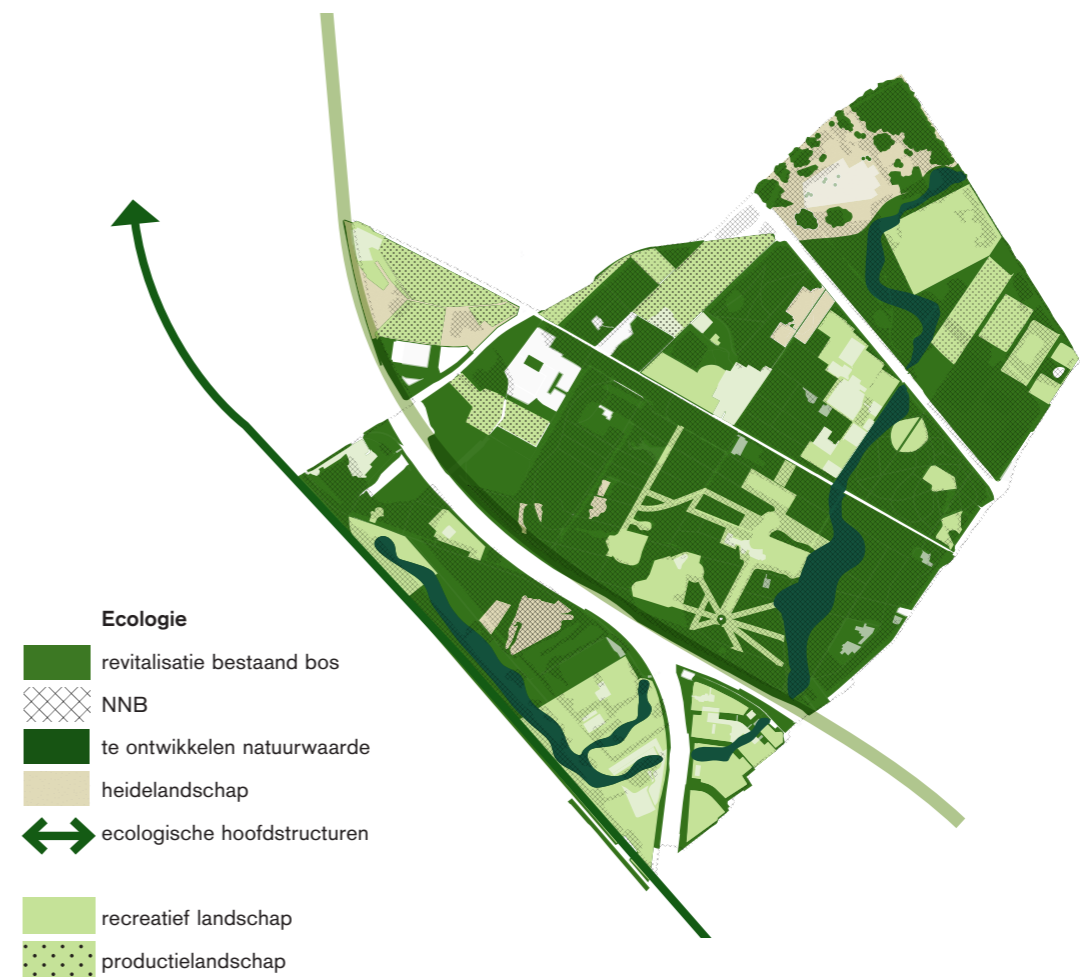 Ecologie
revitalisatie bestaand bos
NNB
te ontwikkelen natuurwaarde
heidelandschap
ecologische hoofdstructuren
recreatief landschap
productielandschap